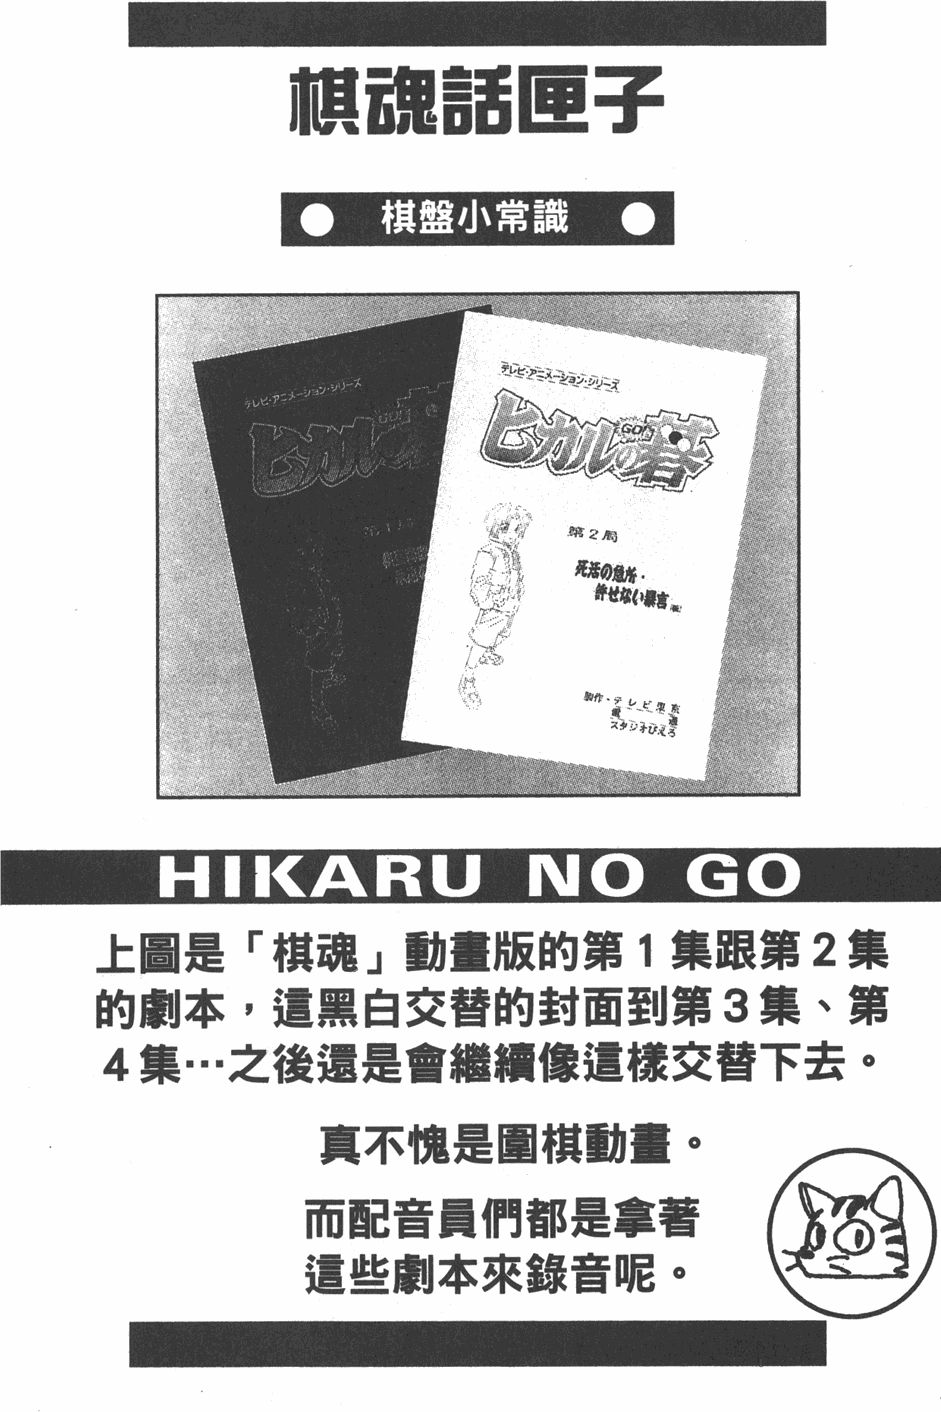 棋魂話匣子
棋盤小常識
テレビ・アニメーション・シリーズ
ヒカルの碁
テレビ・アニメーション・シリーズ
GO!
ヒカルの碁
第2局
死活の急所・
許せない暴言
製作・テレビ東京
電通
スタジオぴえろ
HIKARU NO GO
上圖是「棋魂」動畫版的第1集跟第2集
的劇本，這黑白交替的封面到第3集、第
4集…之後還是會繼續像這樣交替下去。
真不愧是圍棋動畫。
而配音員們都是拿著
這些劇本來錄音呢。